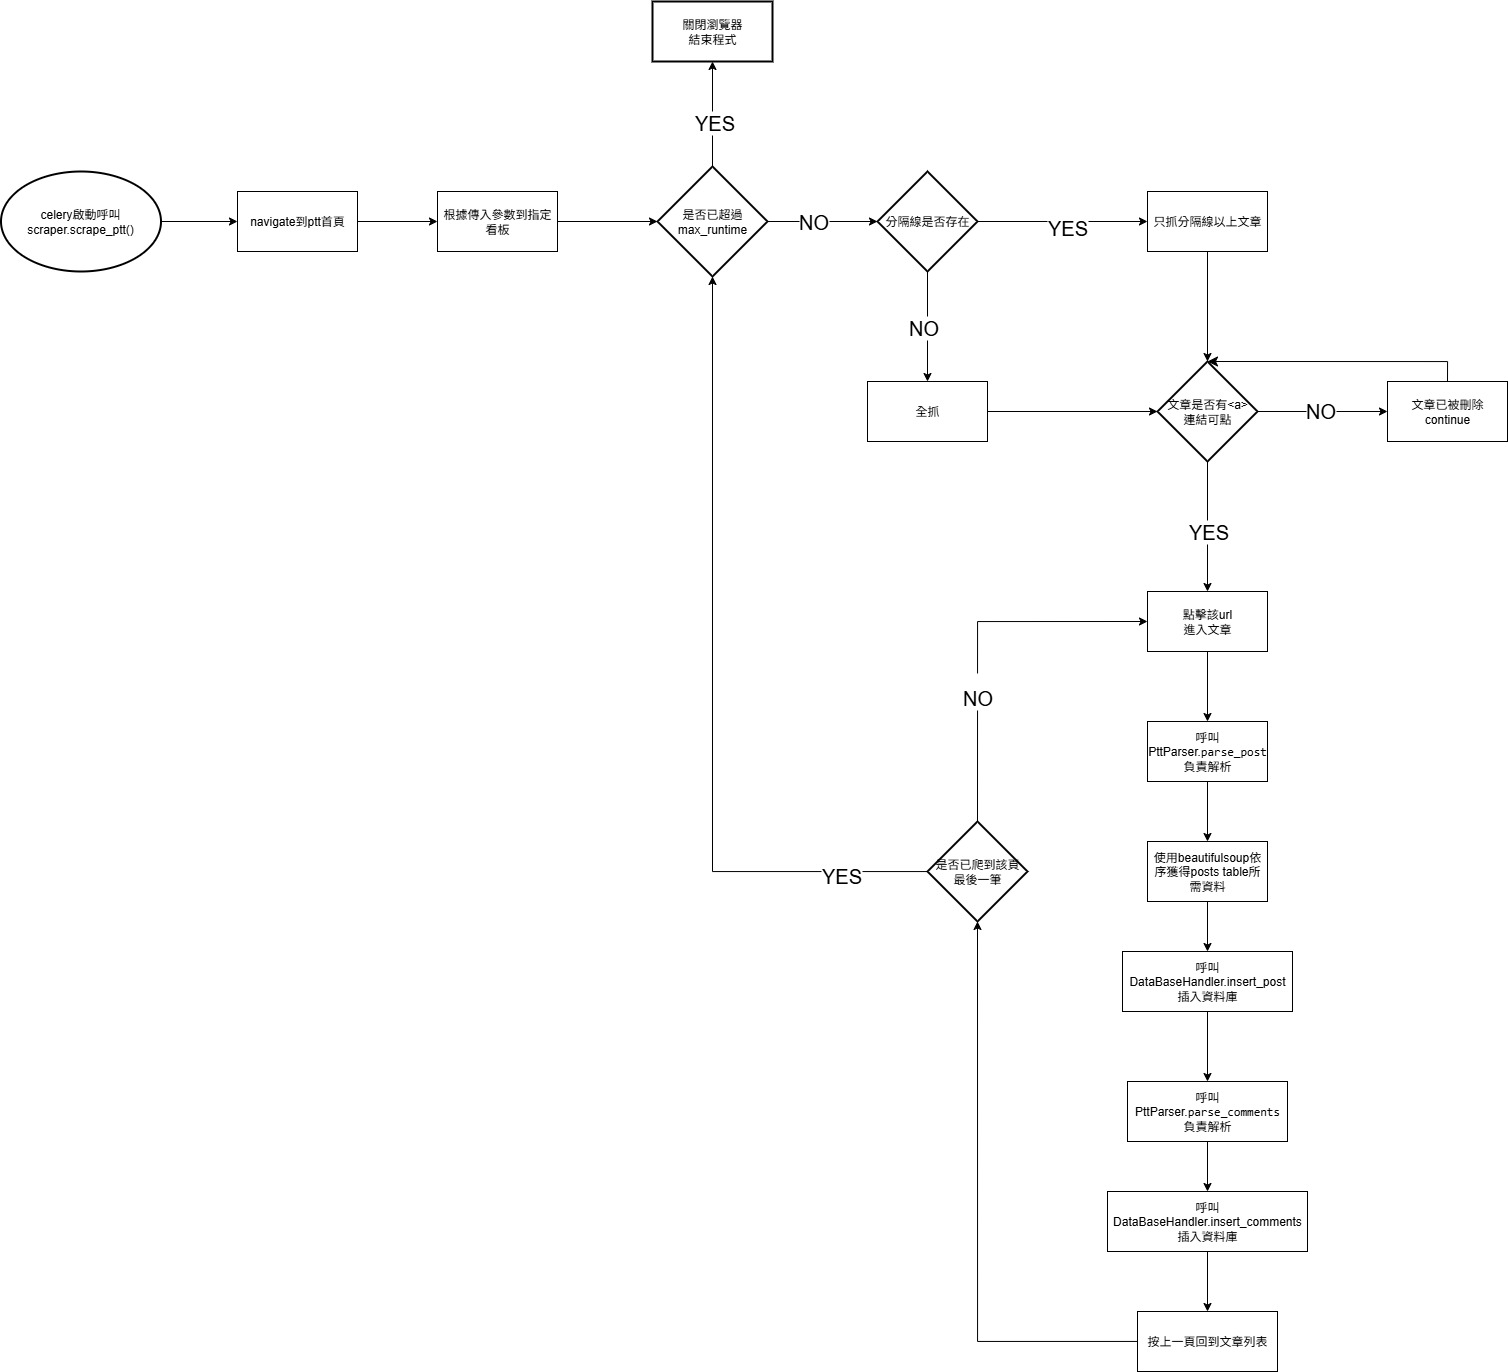 關閉瀏覽器
結束程式
YES
celery啟動呼叫
scraper.scrape_ptt()
navigate到ptt首頁
根據傳入參數到指定
看板
是否已超過
max_runtime
NO
分隔線是否存在
YES
只抓分隔線以上文章
NO
全抓
文章是否有<a>
連結可點
NO
文章已被刪除
continue
YES
點擊該url
進入文章
NO
呼叫
PttParser.parse_post
負責解析
使用beautifulsoup依
序獲得posts table所
需資料
是否已爬到該頁
最後一筆
YES
呼叫
DataBaseHandler.insert_post
插入資料庫
呼叫
PttParser.parse_comments
負責解析
呼叫
DataBaseHandler.insert_comments
插入資料庫
按上一頁回到文章列表